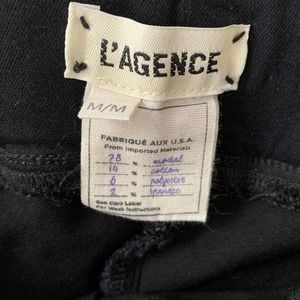 L'AGENCE
M/M
FABRIQUÉ AUX U.S.A.
From Imported Materials
78 modal
14 cotton
6 polyester
2 spandex
See Care Label
For Wash Instructions